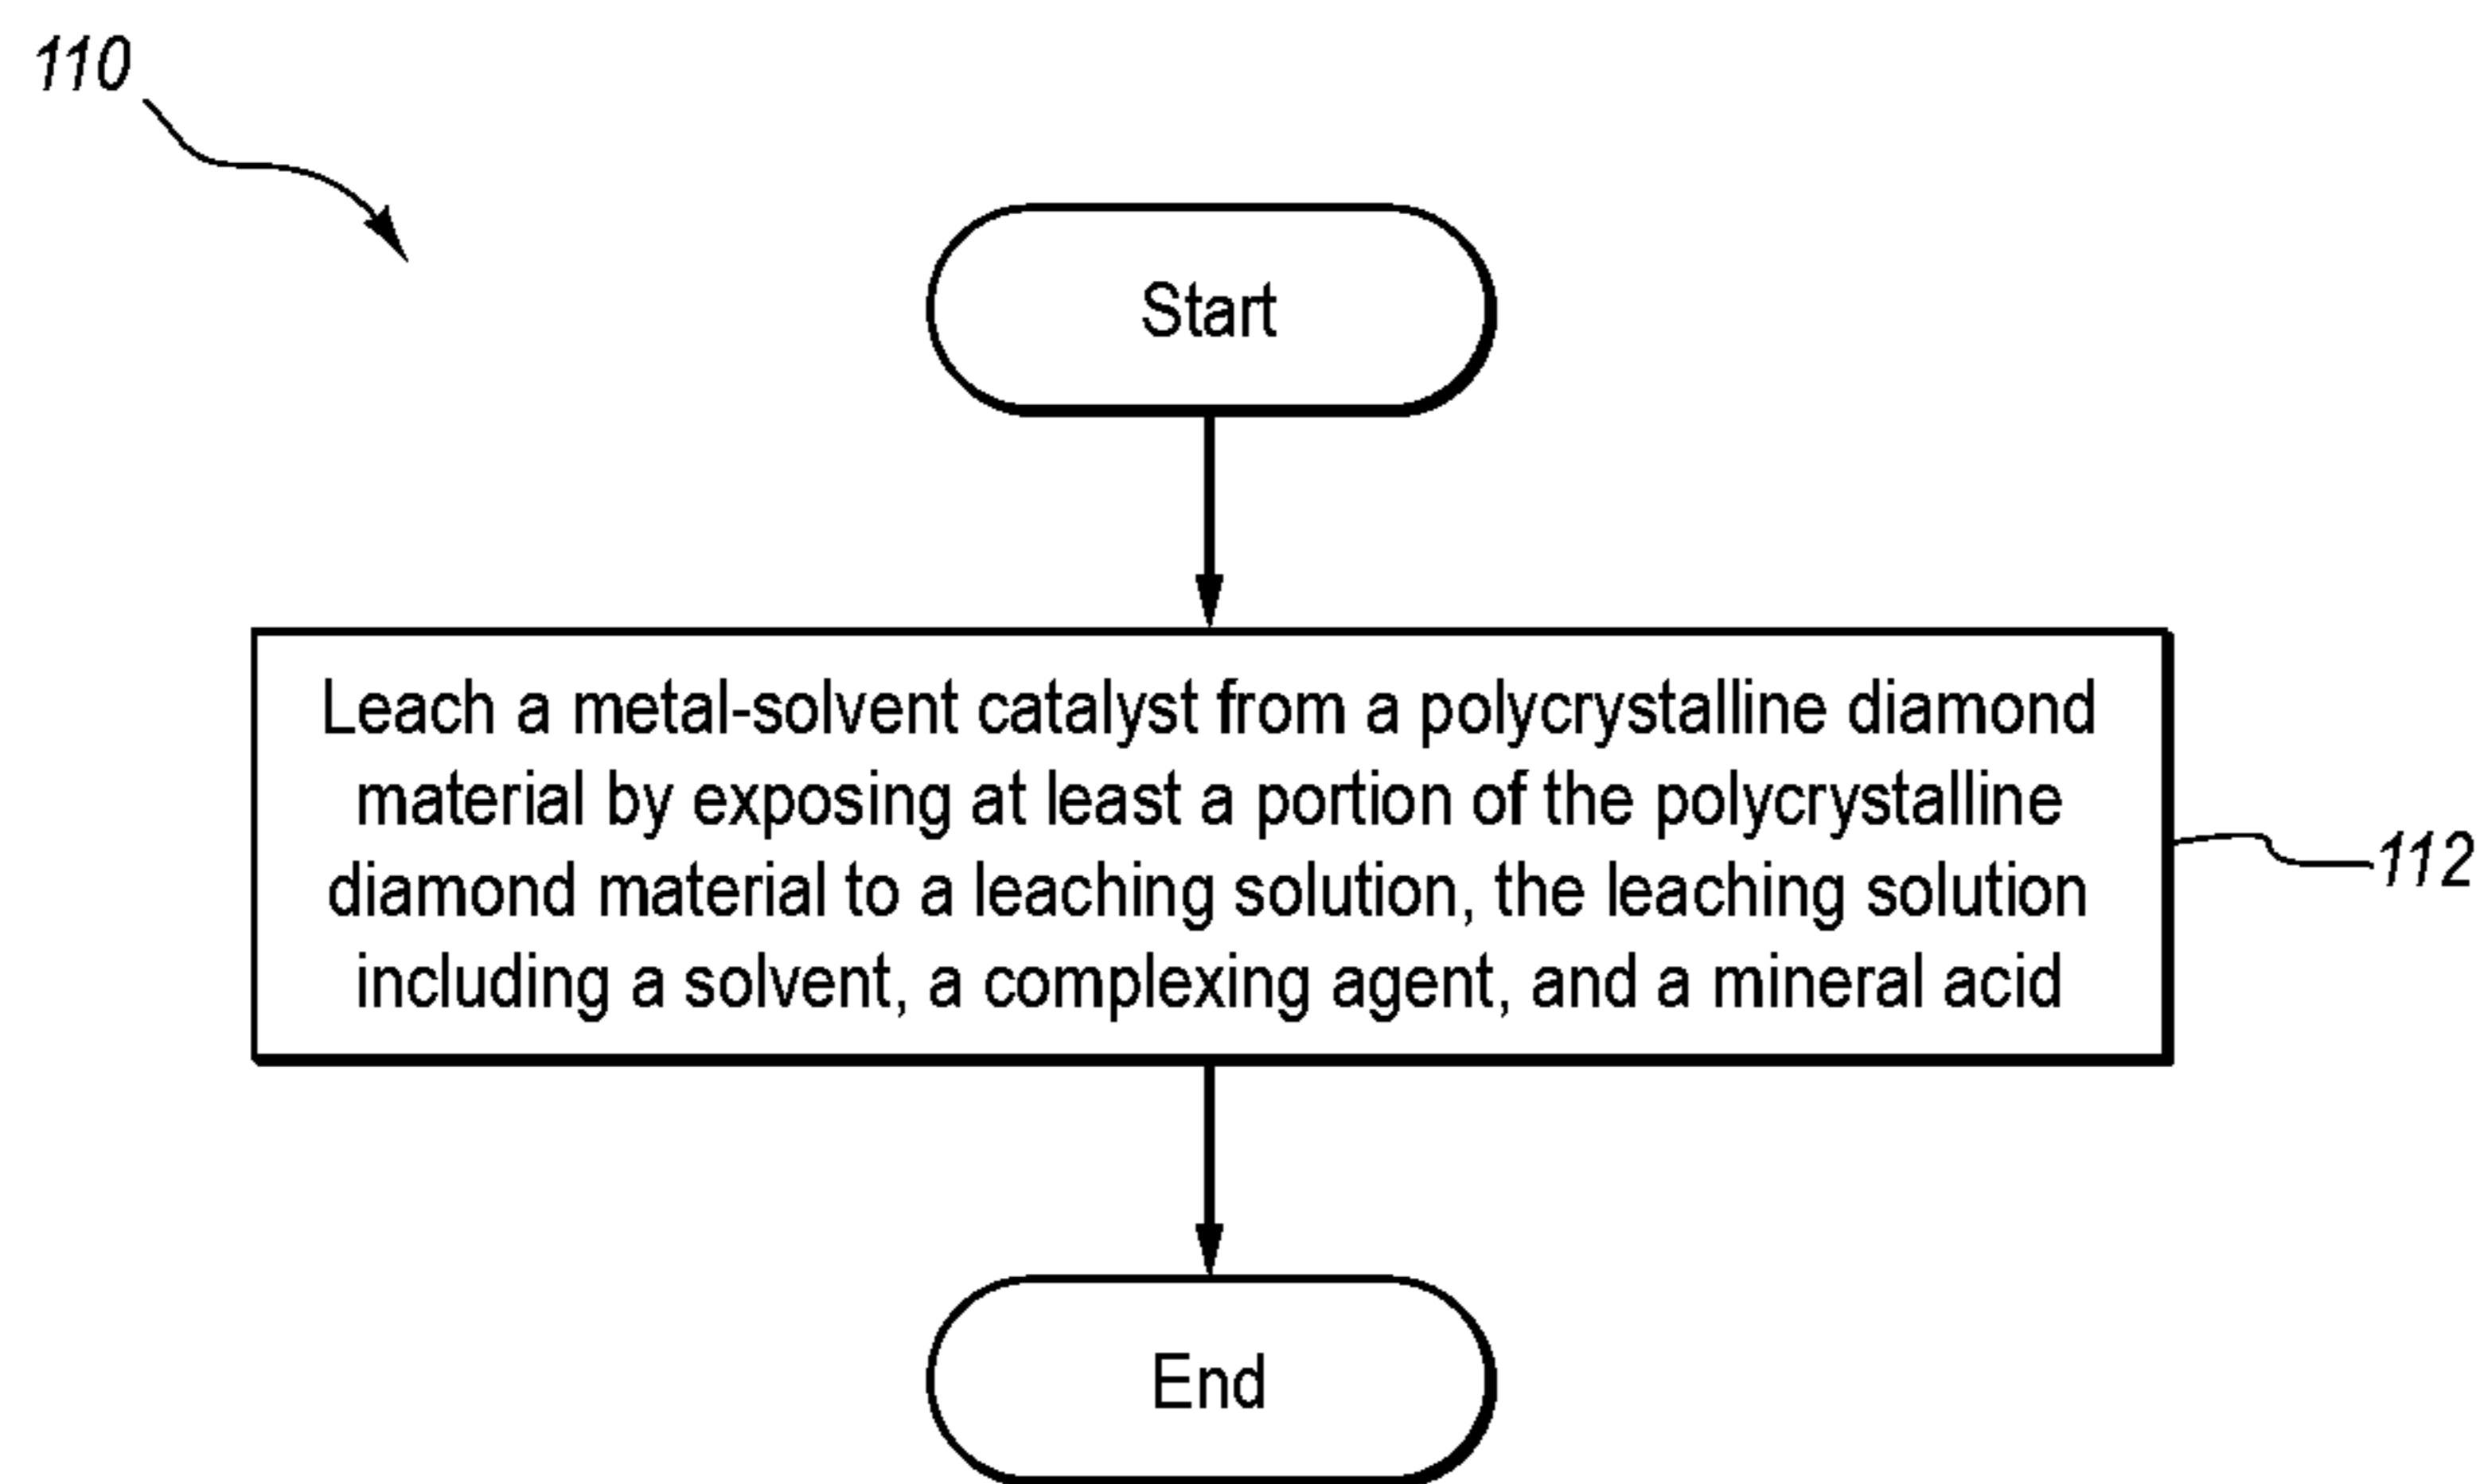 110
Start
Leach a metal-solvent catalyst from a polycrystalline diamond
material by exposing at least a portion of the polycrystalline
diamond material to a leaching solution, the leaching solution
including a solvent, a complexing agent, and a mineral acid
112
End